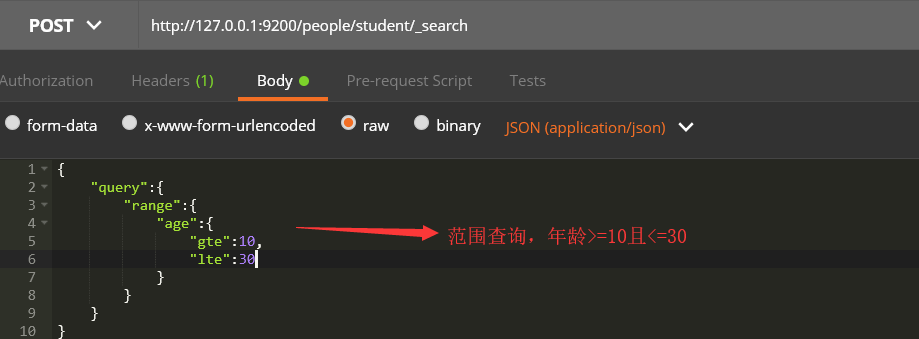 POST http://127.0.0.1:9200/people/student/_search
Authorization Headers (1) Body Pre-request Script Tests
form-data x-www-form-urlencoded raw binary JSON (application/json)
1 {
2 "query":{
3 "range":{
4 "age":{
5 "gte":10,
范围查询，年龄>=10且<=30
6 "lte":30
7 }
8 }
9 }
10 }